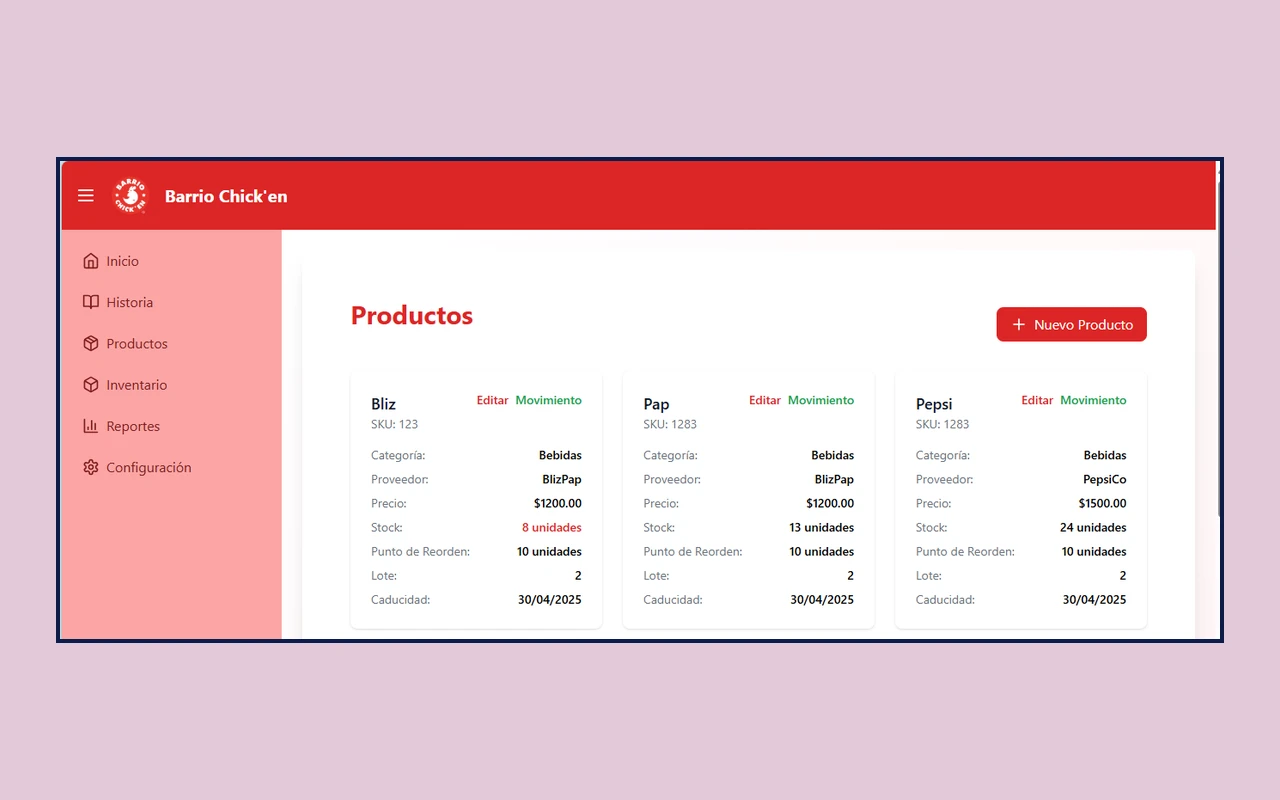 BARRIO CHICK'EN
Barrio Chick'en
Inicio
Historia
Productos
Inventario
Reportes
Configuración
Productos
+ Nuevo Producto
Bliz Editar Movimiento
SKU: 123
Categoría: Bebidas
Proveedor: BlizPap
Precio: $1200.00
Stock: 8 unidades
Punto de Reorden: 10 unidades
Lote: 2
Caducidad: 30/04/2025
Pap Editar Movimiento
SKU: 1283
Categoría: Bebidas
Proveedor: BlizPap
Precio: $1200.00
Stock: 13 unidades
Punto de Reorden: 10 unidades
Lote: 2
Caducidad: 30/04/2025
Pepsi Editar Movimiento
SKU: 1283
Categoría: Bebidas
Proveedor: PepsiCo
Precio: $1500.00
Stock: 24 unidades
Punto de Reorden: 10 unidades
Lote: 2
Caducidad: 30/04/2025